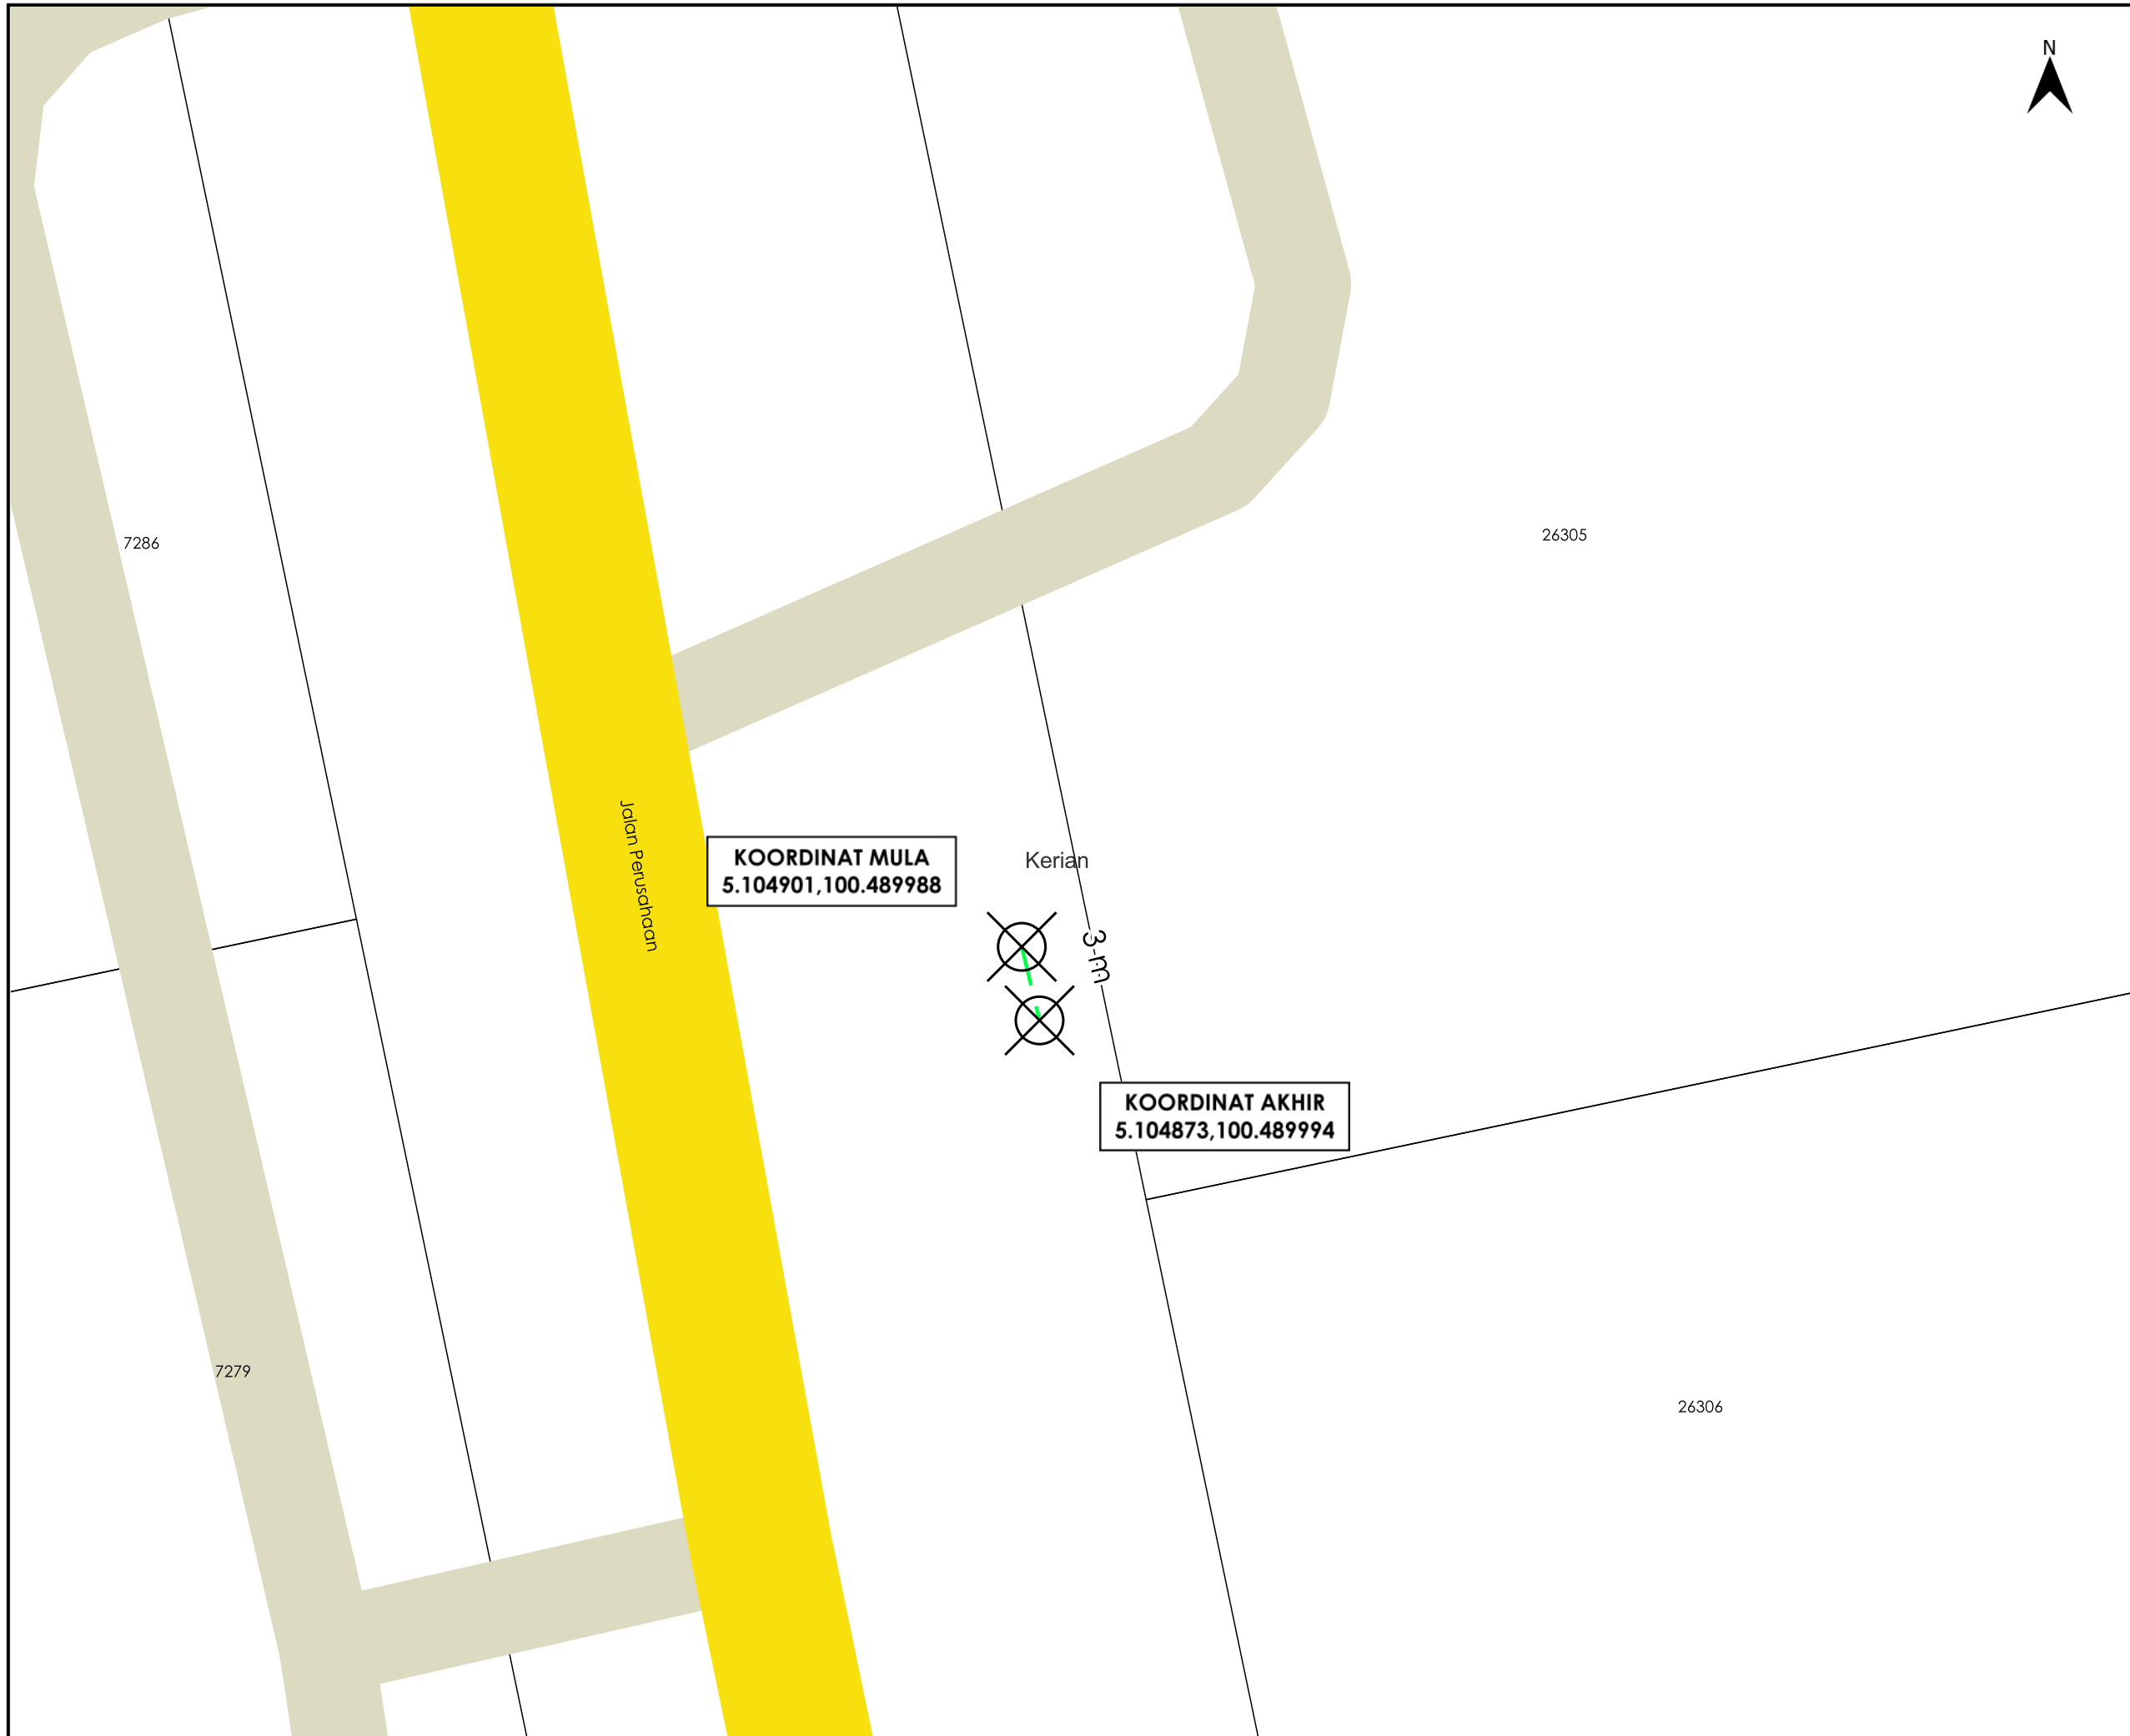 N
26305
7286
Jalan Perusahaan
KOORDINAT MULA
5.104901,100.489988
Kerian
3 m
KOORDINAT AKHIR
5.104873,100.489994
7279
26306